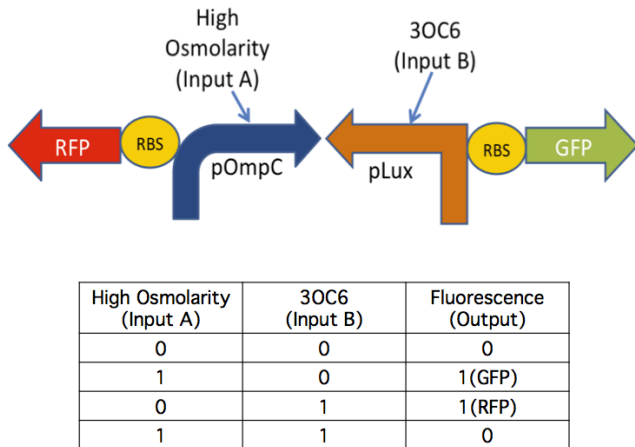 High
Osmolarity
(Input A)
3OC6
(Input B)
RFP
RBS
pOmpC
pLux
RBS
GFP
High Osmolarity
(Input A)
3OC6
(Input B)
Fluorescence
(Output)
0 0 0
1 0 1(GFP)
0 1 1(RFP)
1 1 0